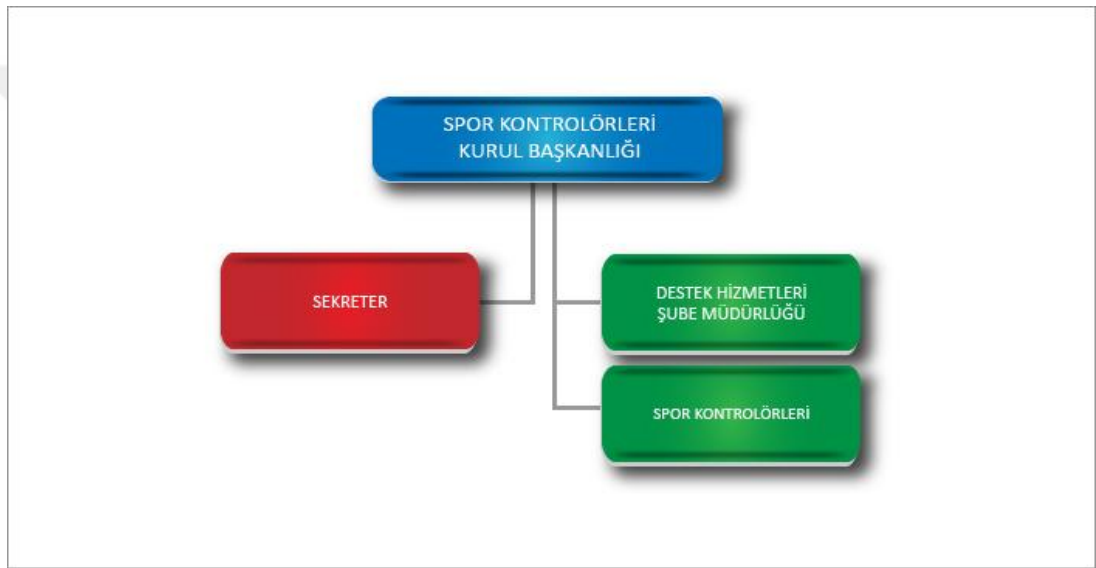 SPOR KONTROLÖRLERİ
KURUL BAŞKANLIĞI
SEKRETER
DESTEK HİZMETLERİ
ŞUBE MÜDÜRLÜĞÜ
SPOR KONTROLÖRLERİ